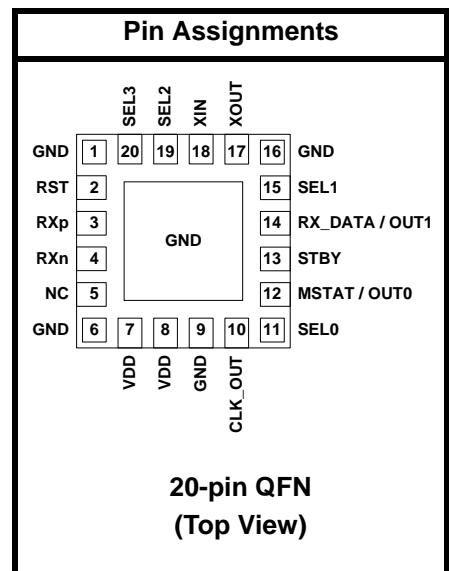 Pin Assignments
SEL3
SEL2
XIN
XOUT
GND 1 20 19 18 17 16 GND
RST 2 15 SEL1
RXp 3 14 RX_DATA / OUT1
GND
RXn 4 13 STBY
NC 5 12 MSTAT / OUT0
GND 6 7 8 9 10 11 SEL0
VDD
VDD
GND
CLK_OUT
20-pin QFN
(Top View)